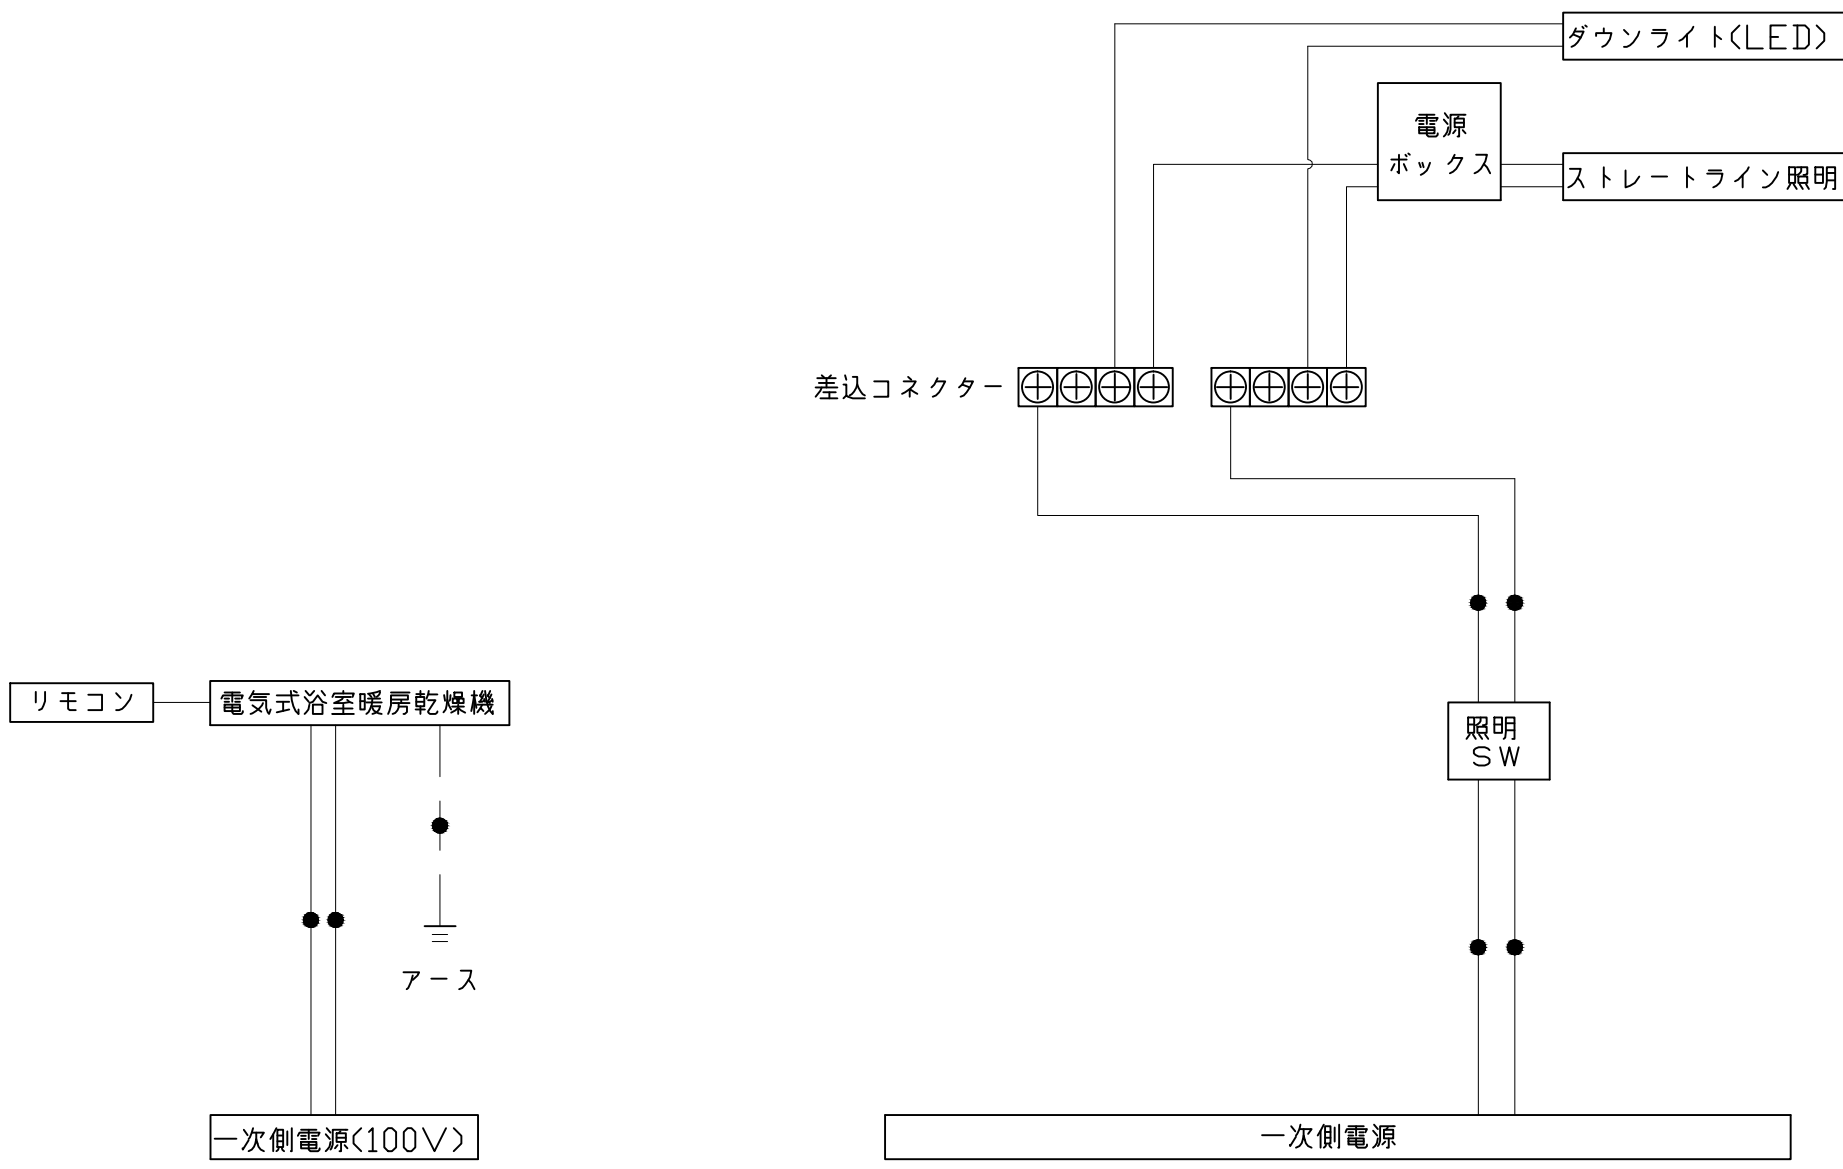 ダウンライト(LED)
電源
ボックス
ストレートライン照明
差込コネクター
リモコン
電気式浴室暖房乾燥機
照明
SW
アース
一次側電源(100V)
一次側電源